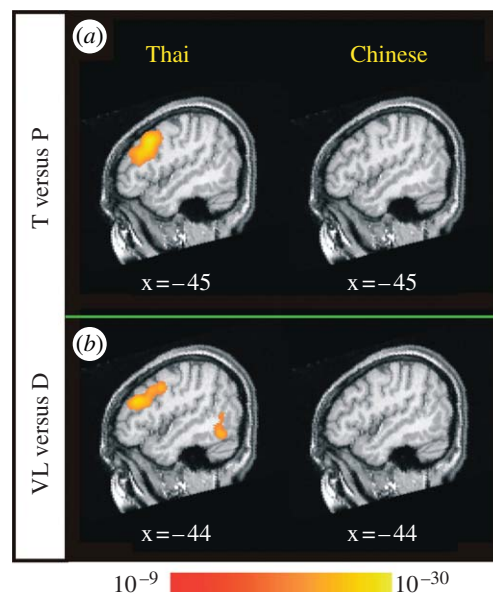 (a)
Thai Chinese
T versus P
x=−45 x=−45
(b)
VL versus D
x=−44 x=−44
10⁻⁹ 10⁻³⁰